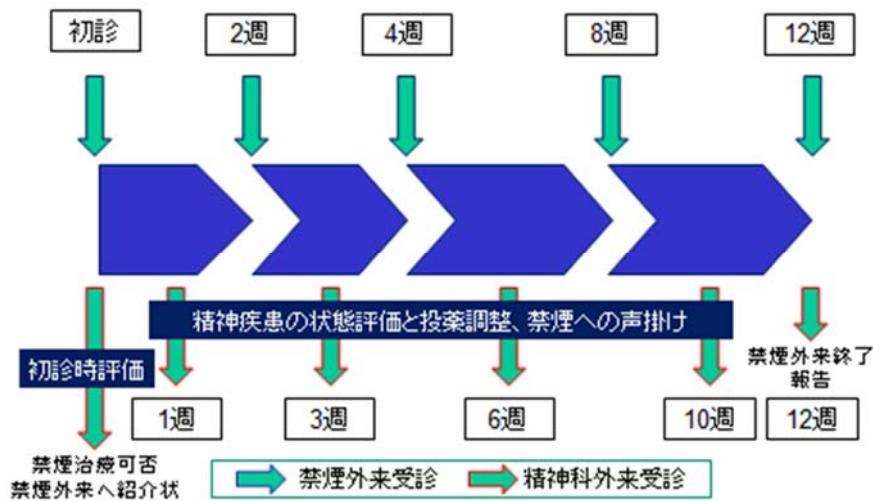 初診
2週
4週
8週
12週
精神疾患の状態評価と投薬調整、禁煙への声掛け
初診時評価
禁煙外来終了
報告
1週
3週
6週
10週
12週
禁煙治療可否
禁煙外来へ紹介状
禁煙外来受診
精神科外来受診